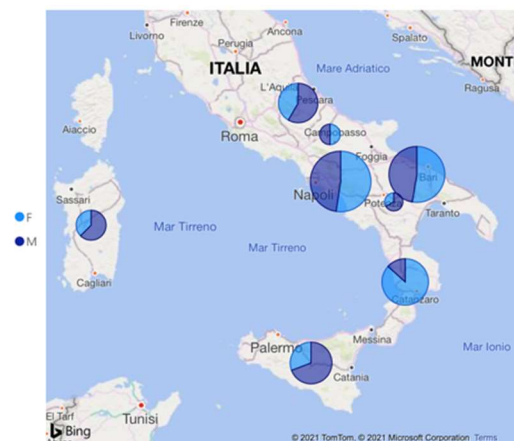 Firenze
Ancona
Livorno
Perugia
Spalato
MONT
ITALIA
Mare Adriatico
Ragusa
L'Aquila
Pescara
Ajaccio
Roma
Campobasso
Foggia
Bari
Napoli
Sassari
Potenza
Taranto
F
M
Mar Tirreno
Mar Tirreno
Cagliari
Catanzaro
Messina
Palermo
Mar Ionio
Catania
El Tarf
Tunisi
Bing
© 2021 TomTom, © 2021 Microsoft Corporation Terms